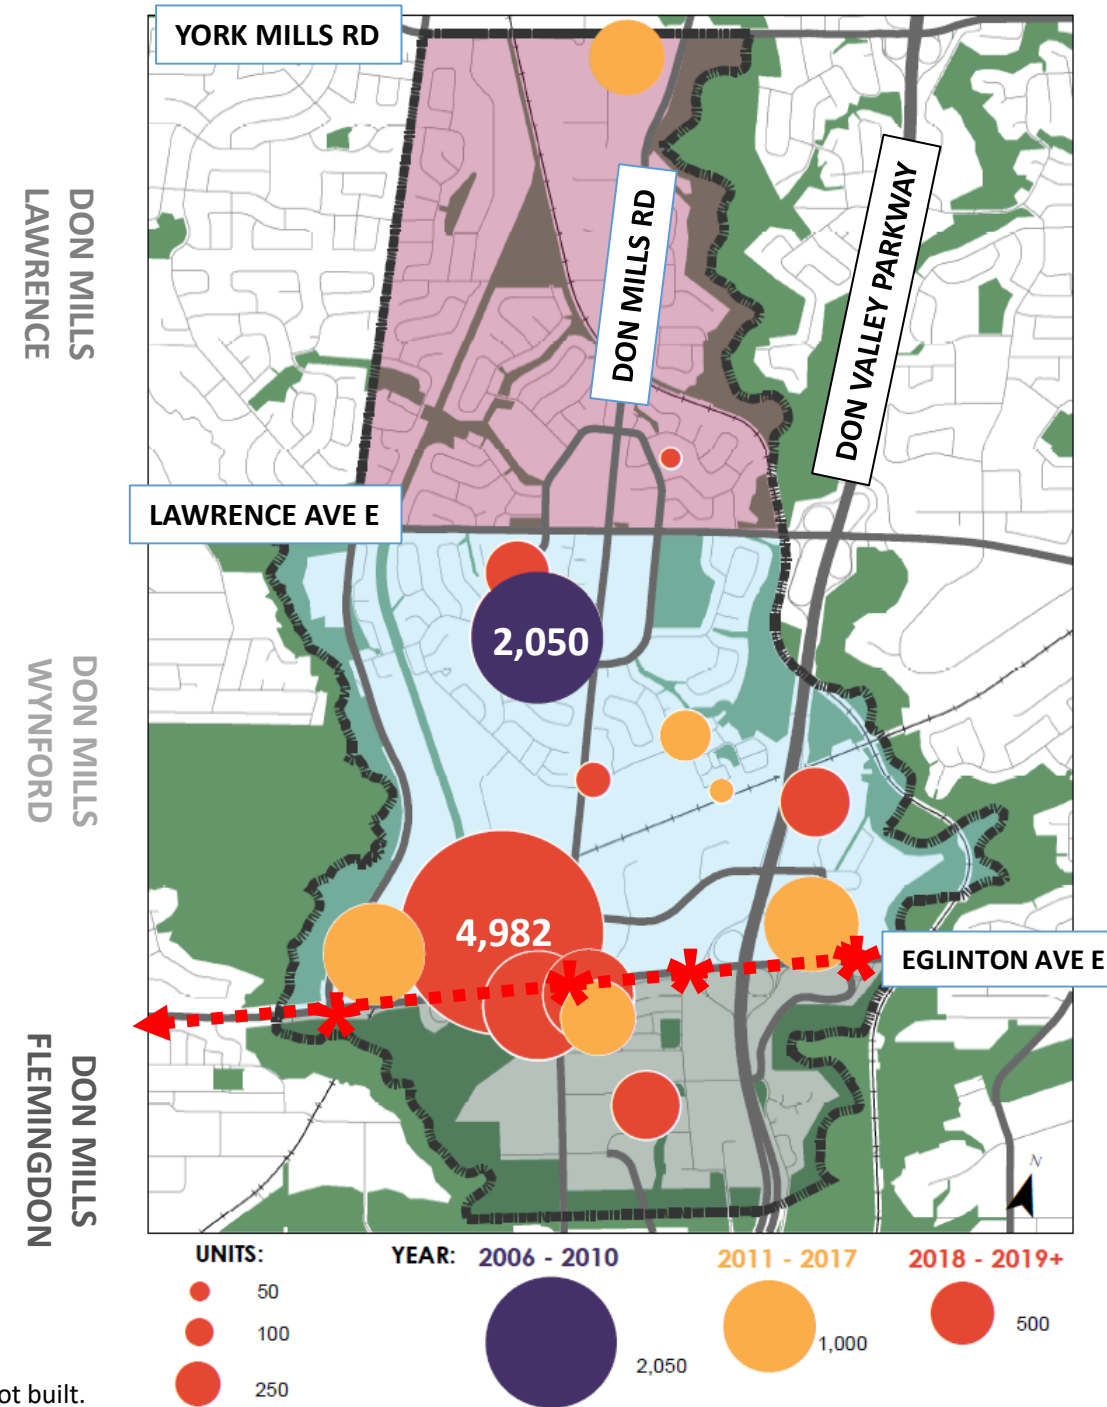 YORK MILLS RD
DON MILLS
LAWRENCE
DON MILLS RD
DON VALLEY PARKWAY
LAWRENCE AVE E
2,050
DON MILLS
WYNFORD
4,982
EGLINTON AVE E
DON MILLS
FLEMINGDON
N
UNITS:
50
100
250
YEAR:
2006 - 2010
2,050
2011 - 2017
1,000
2018 - 2019+
500
ot built.